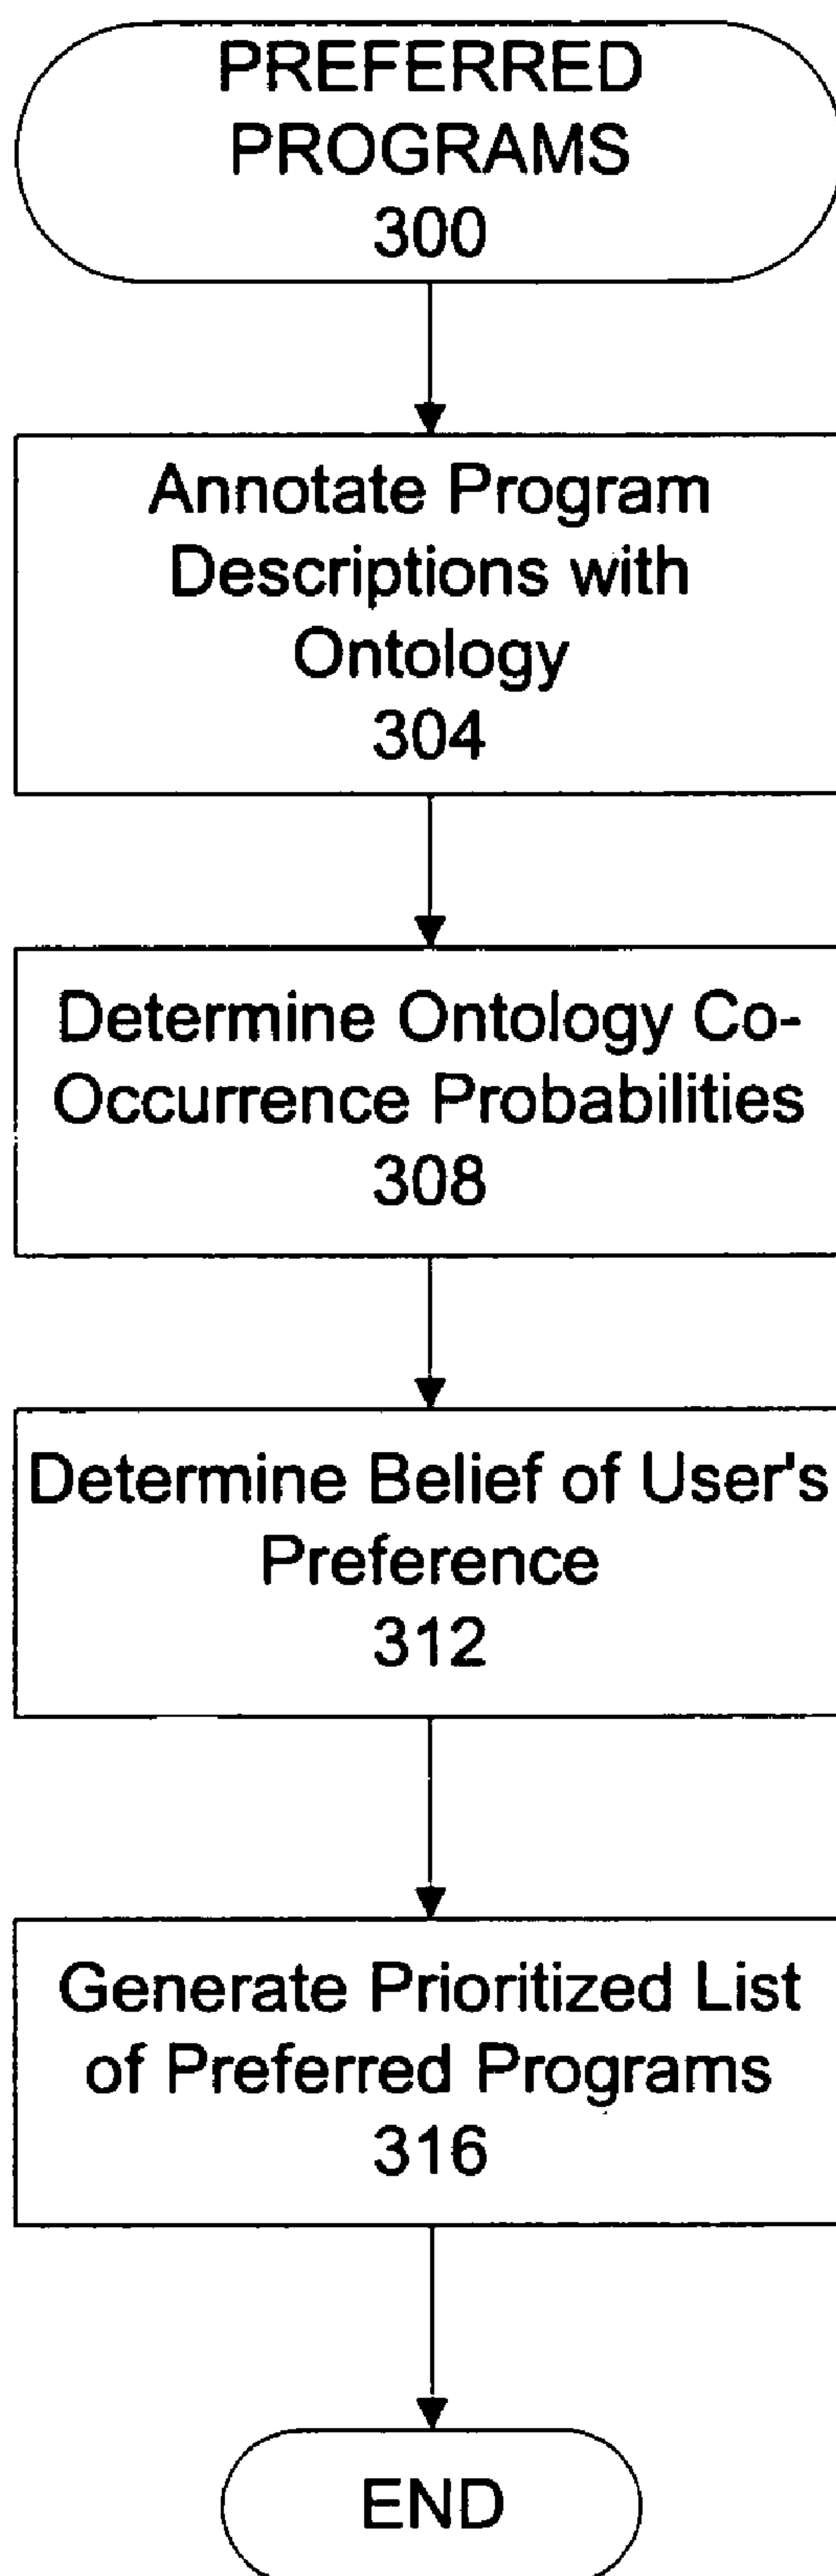 PREFERRED
PROGRAMS
300
Annotate Program
Descriptions with
Ontology
304
Determine Ontology Co-
Occurrence Probabilities
308
Determine Belief of User's
Preference
312
Generate Prioritized List
of Preferred Programs
316
END